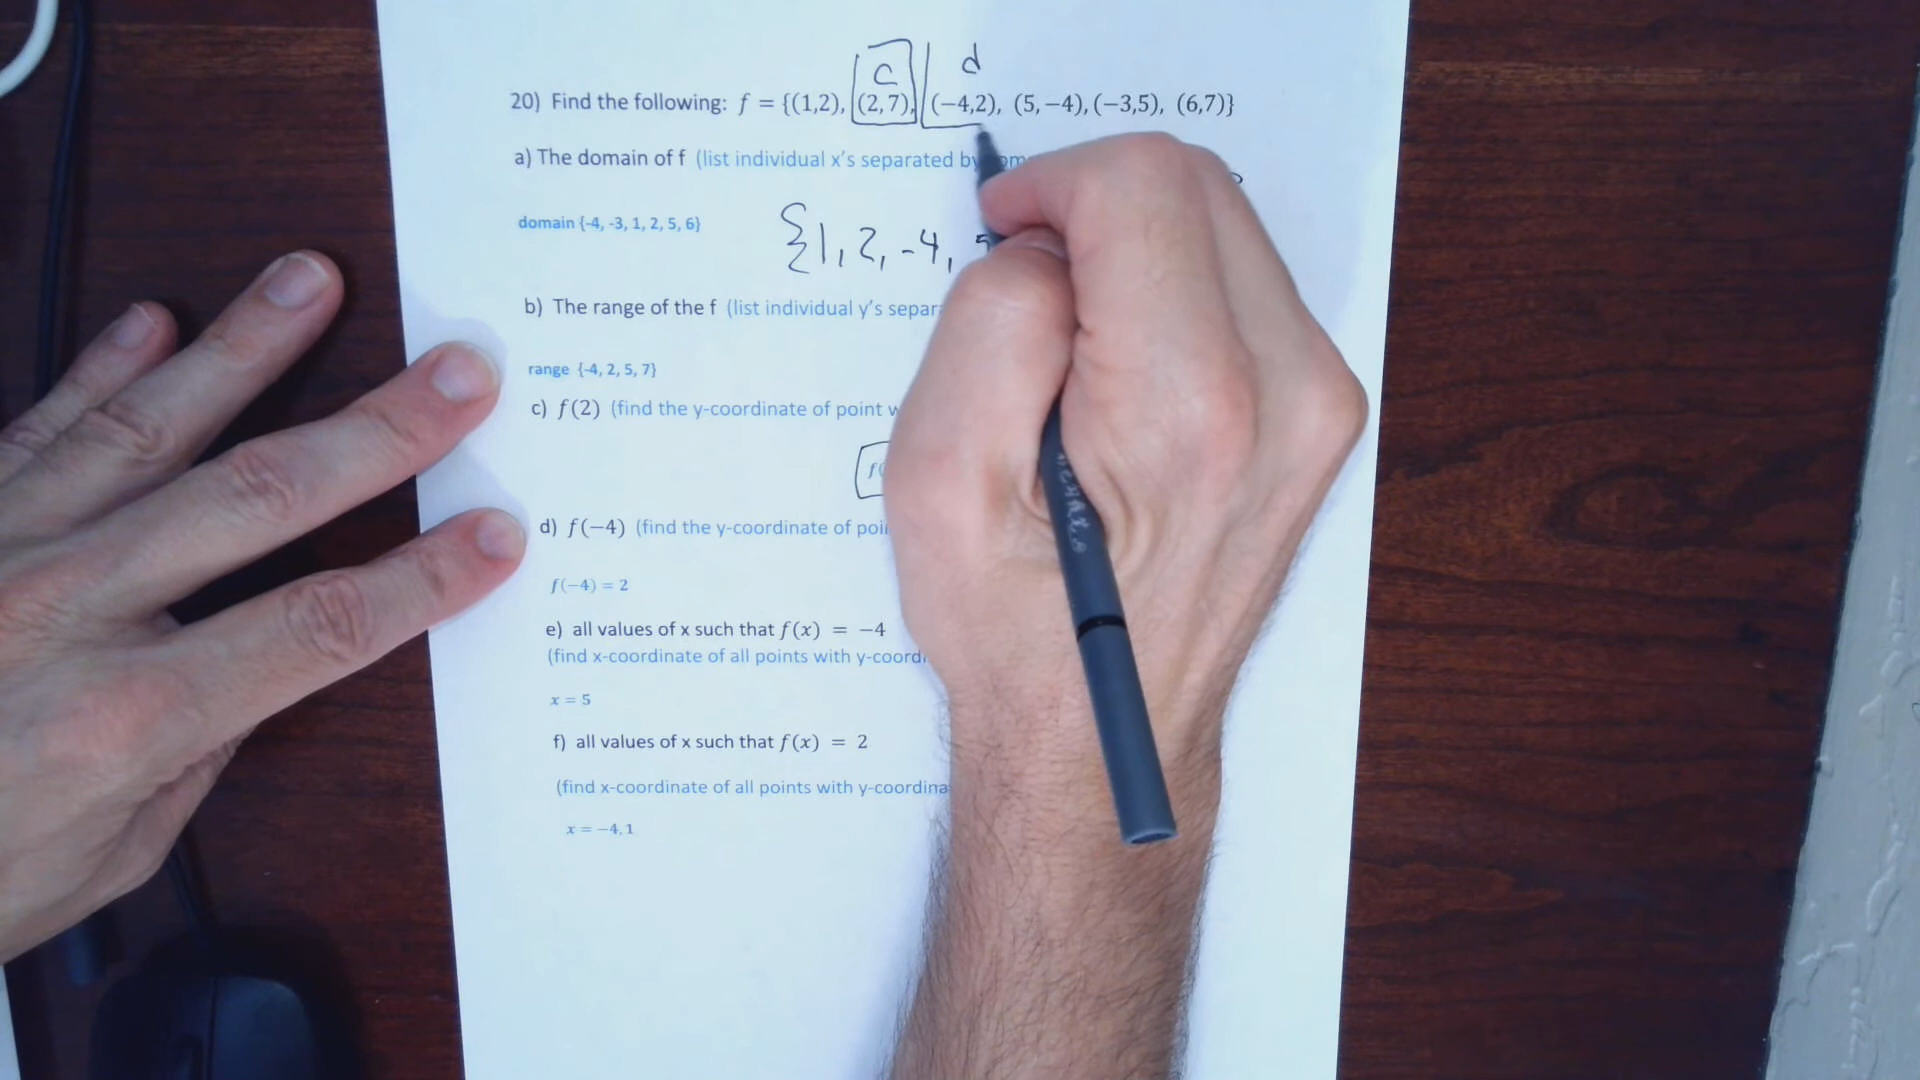 c d
20) Find the following: f = {(1,2), (2,7), (−4,2), (5,−4),(−3,5), (6,7)}
a) The domain of f (list individual x's separated by
domain {-4, -3, 1, 2, 5, 6}
{1, 2, -4, 5
b) The range of the f (list individual y's
range {-4, 2, 5, 7}
c) f(2) (find the y-coordinate of point
d) f(−4) (find the y-coordinate of
f(−4) = 2
e) all values of x such that f(x) = −4
(find x-coordinate of all points with
x = 5
f) all values of x such that f(x) = 2
(find x-coordinate of all points with
x = −4,1